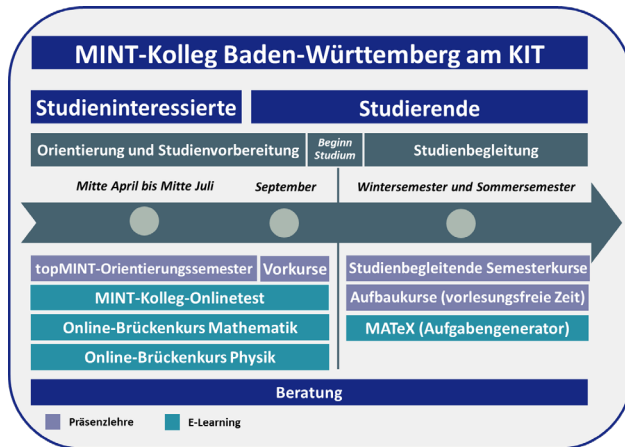 MINT-Kolleg Baden-Württemberg am KIT
Studieninteressierte
Studierende
Orientierung und Studienvorbereitung
Beginn
Studium
Studienbegleitung
Mitte April bis Mitte Juli
September
Wintersemester und Sommersemester
topMINT-Orientierungssemester
Vorkurse
Studienbegleitende Semesterkurse
MINT-Kolleg-Onlinetest
Aufbaukurse (vorlesungsfreie Zeit)
Online-Brückenkurs Mathematik
MATeX (Aufgabengenerator)
Online-Brückenkurs Physik
Beratung
Präsenzlehre
E-Learning